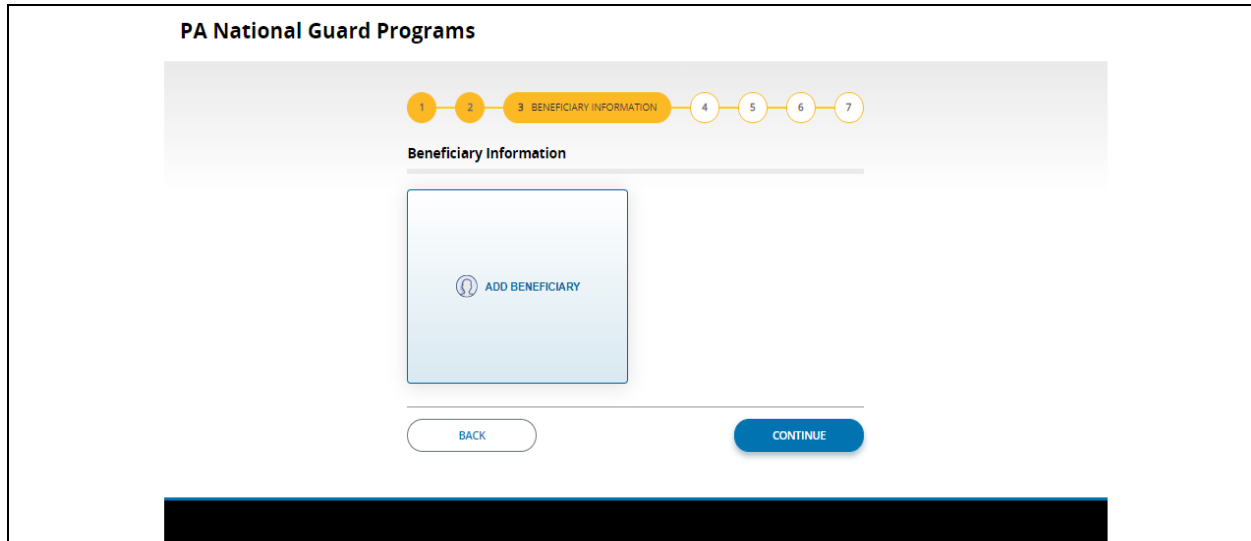 PA National Guard Programs
1 2 3 BENEFICIARY INFORMATION 4 5 6 7
Beneficiary Information
ADD BENEFICIARY
BACK CONTINUE